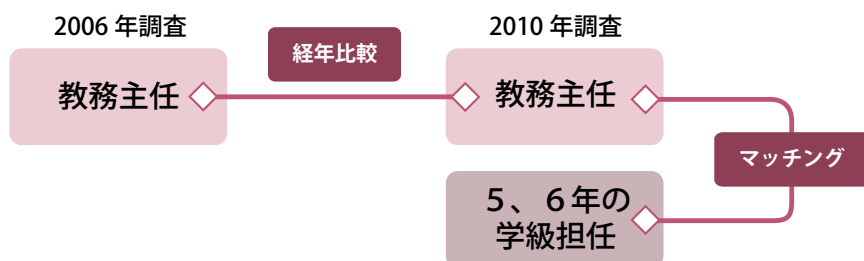 2006 年調査
2010 年調査
経年比較
教務主任
教務主任
マッチング
５、６年の
学級担任